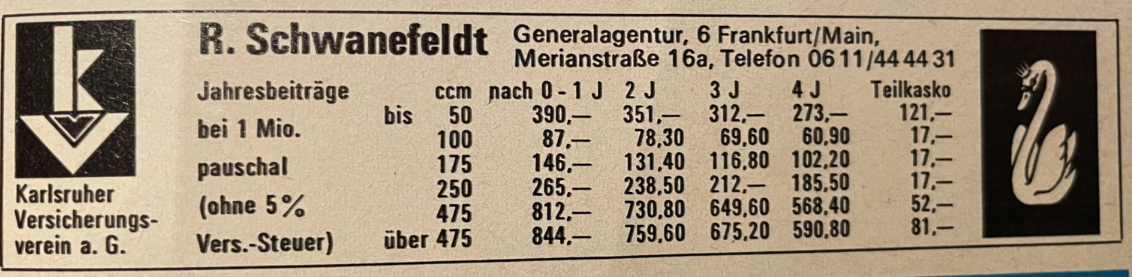 R. Schwanefeldt
Generalagentur, 6 Frankfurt/Main,
Merianstraße 16a, Telefon 06 11/44 44 31
Jahresbeiträge ccm nach 0 - 1 J 2 J 3 J 4 J Teilkasko
bis 50 390,— 351,— 312,— 273,— 121,—
bei 1 Mio. 100 87,— 78,30 69,60 60,90 17,—
pauschal 175 146,— 131,40 116,80 102,20 17,—
250 265,— 238,50 212,— 185,50 17,—
(ohne 5% 475 812,— 730,80 649,60 568,40 52,—
Vers.-Steuer) über 475 844,— 759,60 675,20 590,80 81,—
Karlsruher
Versicherungs-
verein a. G.